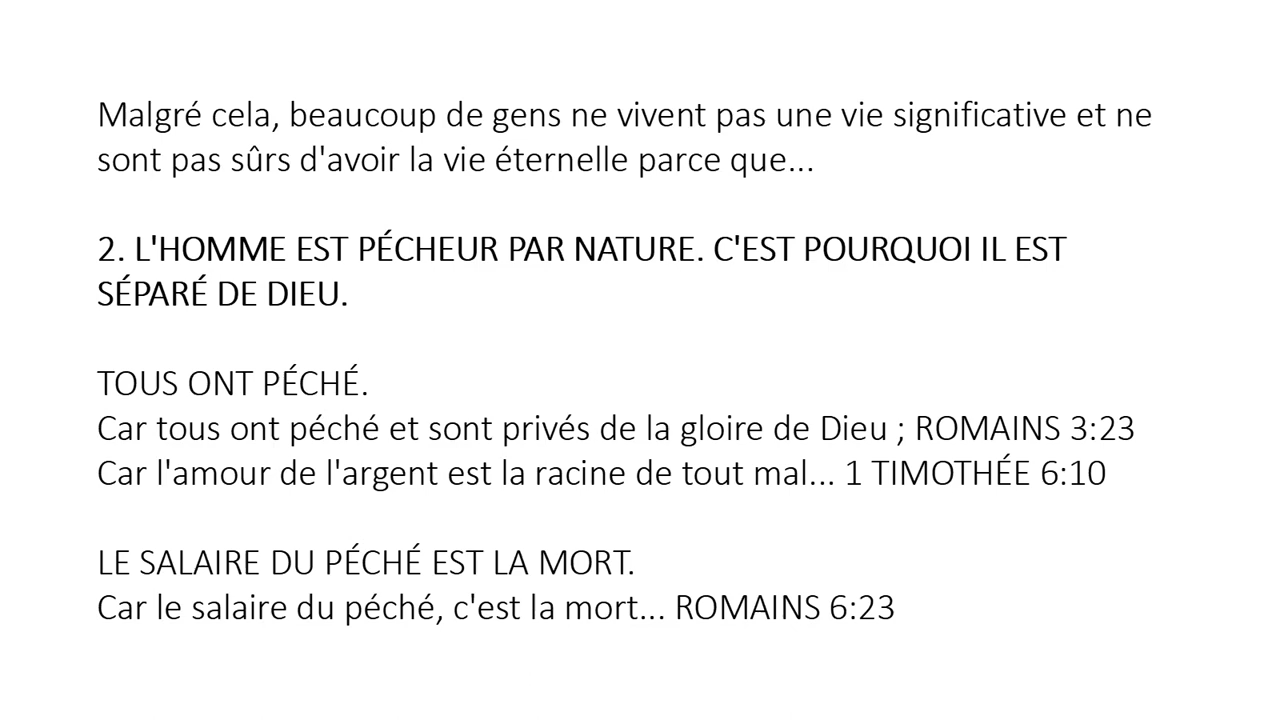 Malgré cela, beaucoup de gens ne vivent pas une vie significative et ne
sont pas sûrs d'avoir la vie éternelle parce que...
2. L'HOMME EST PÉCHEUR PAR NATURE. C'EST POURQUOI IL EST
SÉPARÉ DE DIEU.
TOUS ONT PÉCHÉ.
Car tous ont péché et sont privés de la gloire de Dieu ; ROMAINS 3:23
Car l'amour de l'argent est la racine de tout mal... 1 TIMOTHÉE 6:10
LE SALAIRE DU PÉCHÉ EST LA MORT.
Car le salaire du péché, c'est la mort... ROMAINS 6:23